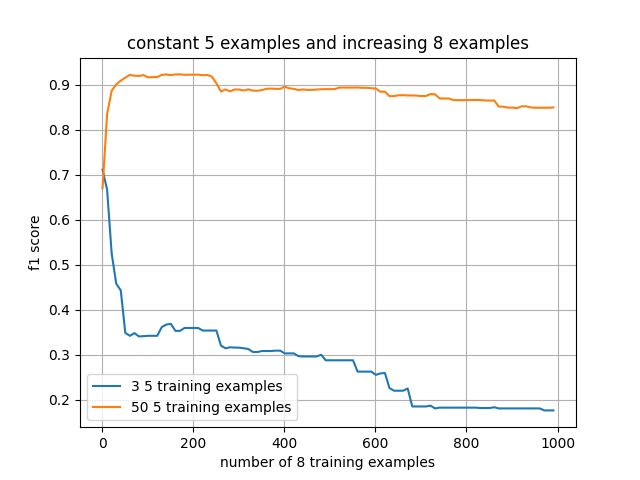 constant 5 examples and increasing 8 examples
f1 score
0.9
0.8
0.7
0.6
0.5
0.4
0.3
0.2
3 5 training examples
50 5 training examples
0 200 400 600 800 1000
number of 8 training examples